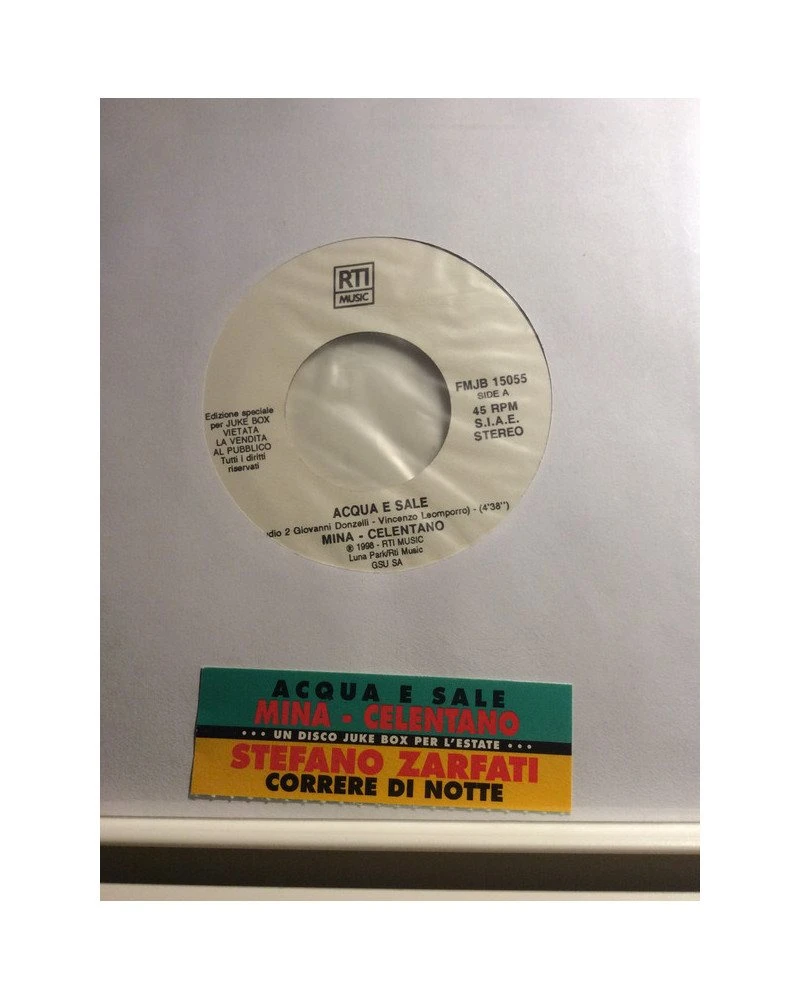 RTI
MUSIC
FMJB 15055
SIDE A
45 RPM
S.I.A.E.
STEREO
Edizione speciale
per JUKE BOX
VIETATA
LA VENDITA
AL PUBBLICO
Tutti i diritti
riservati
ACQUA E SALE
2 Giovanni Donzelli - Vincenzo Leomporro) - (4'38")
MINA - CELENTANO
℗ 1998 - RTI MUSIC
Luna Park/Rti Music
GSU SA
ACQUA E SALE
MINA • CELENTANO
••• UN DISCO JUKE BOX PER L'ESTATE •••
STEFANO ZARFATI
CORRERE DI NOTTE